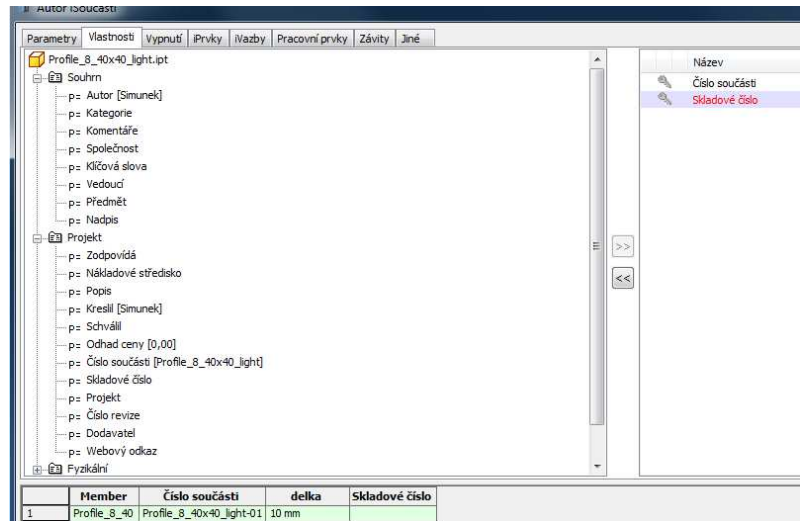 Autor iSoučásti
Parametry Vlastnosti Vypnutí iPrvky iVazby Pracovní prvky Závity Jiné
Profile_8_40x40_light.ipt
Souhrn
p= Autor [Simunek]
p= Kategorie
p= Komentáře
p= Společnost
p= Klíčová slova
p= Vedoucí
p= Předmět
p= Nadpis
Projekt
p= Zodpovídá
p= Nákladové středisko
p= Popis
p= Kreslil [Simunek]
p= Schválil
p= Odhad ceny [0,00]
p= Číslo součásti [Profile_8_40x40_light]
p= Skladové číslo
p= Projekt
p= Číslo revize
p= Dodavatel
p= Webový odkaz
Fyzikální
>>
<<
Název
Číslo součásti
Skladové číslo
Member Číslo součásti delka Skladové číslo
1 Profile_8_40 Profile_8_40x40_light-01 10 mm